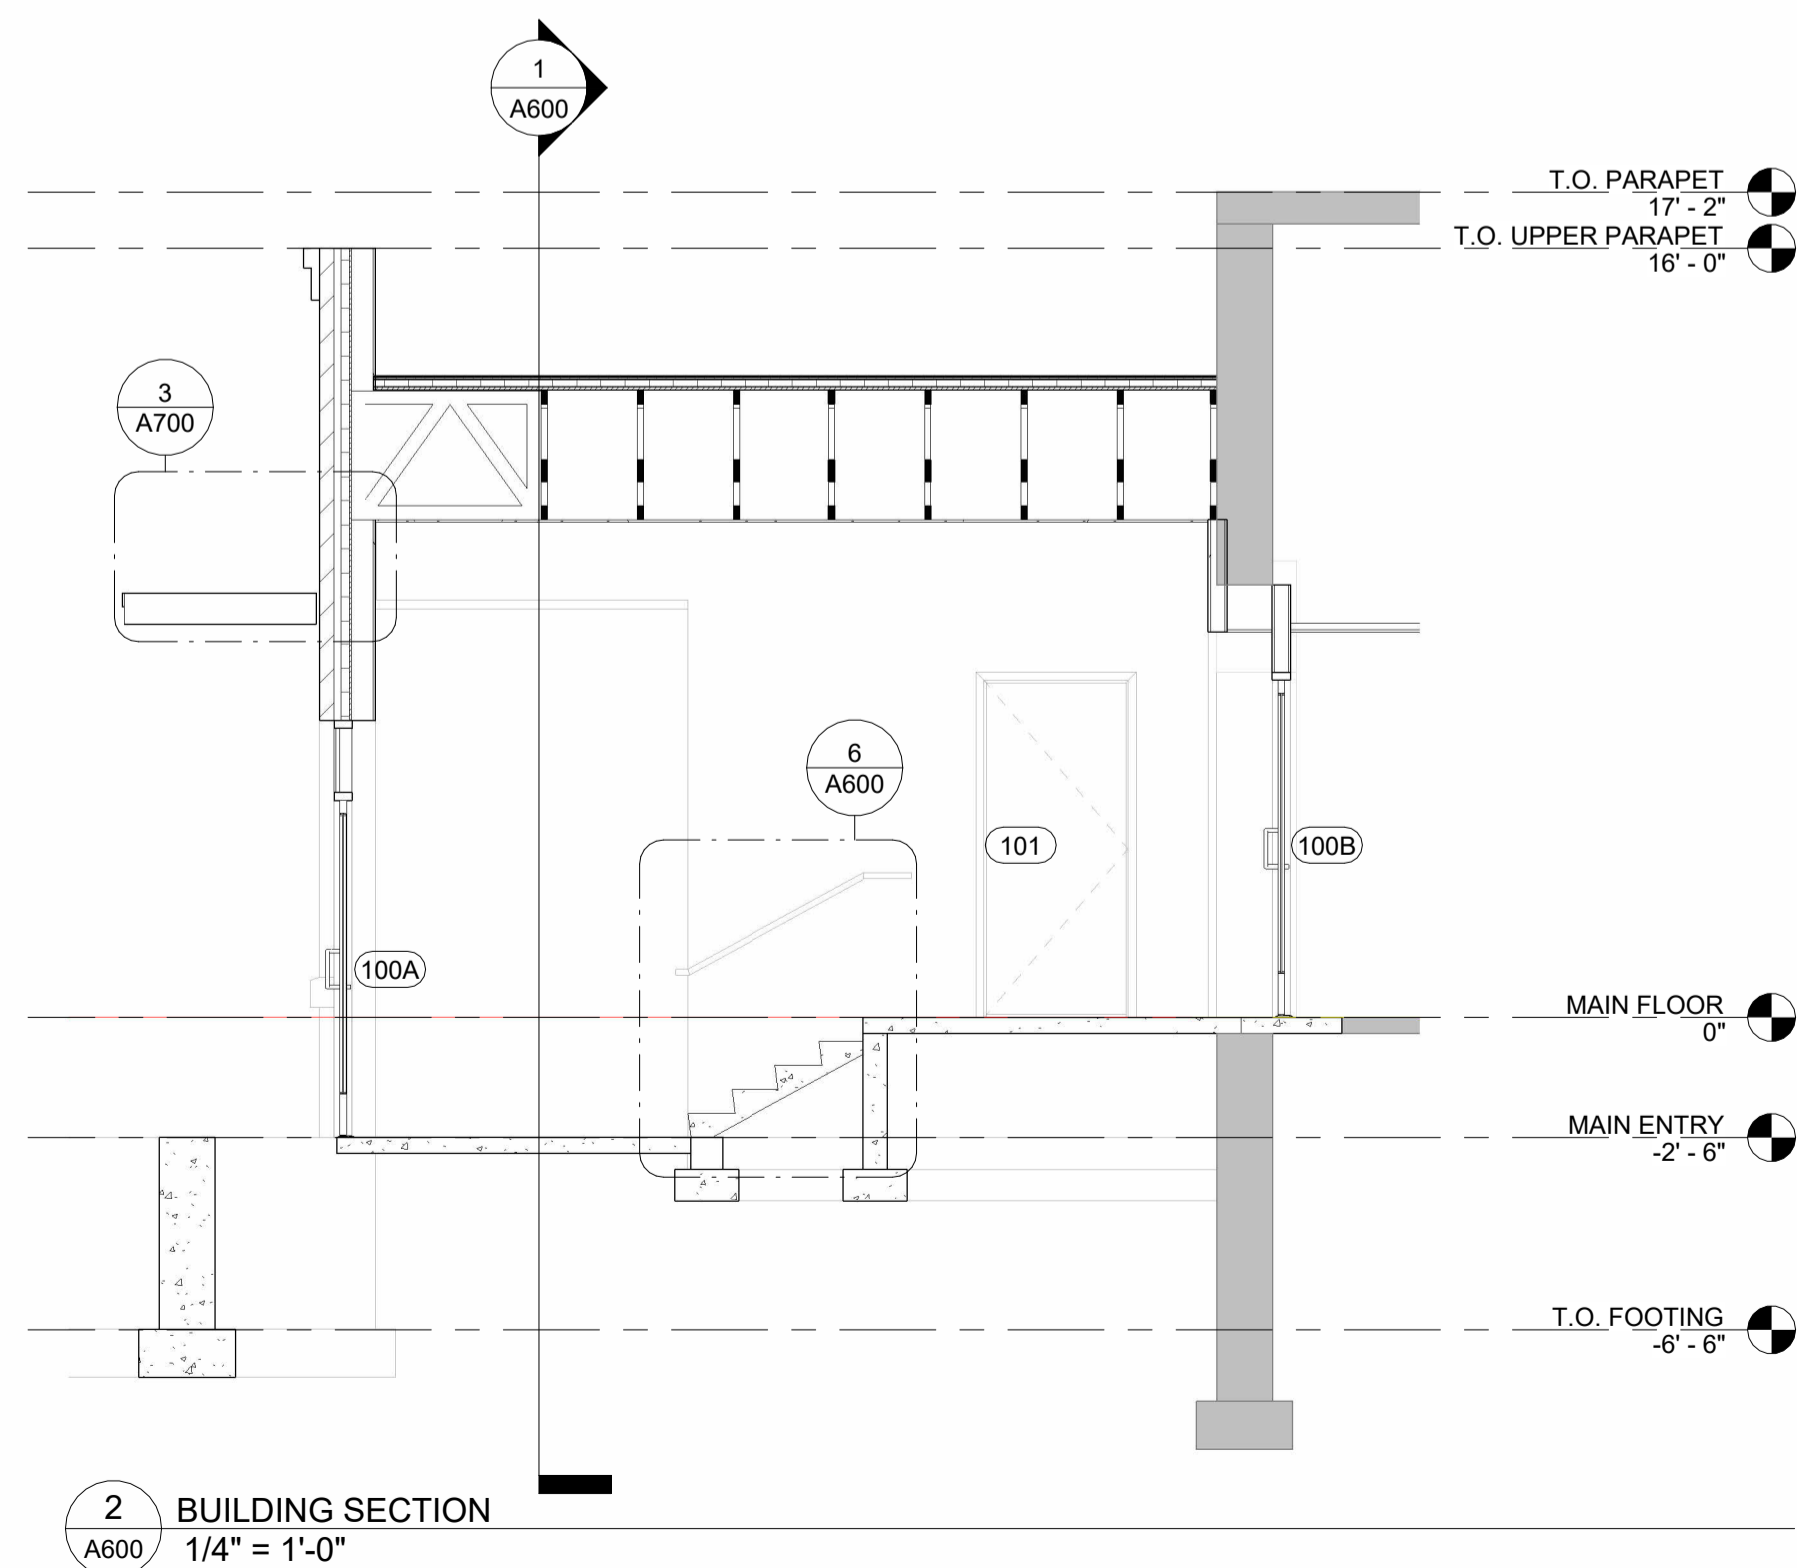 1
A600
T.O. PARAPET
17' - 2"
T.O. UPPER PARAPET
16' - 0"
3
A700
6
A600
101
100B
100A
MAIN FLOOR
0"
MAIN ENTRY
-2' - 6"
T.O. FOOTING
-6' - 6"
2
A600
BUILDING SECTION
1/4" = 1'-0"